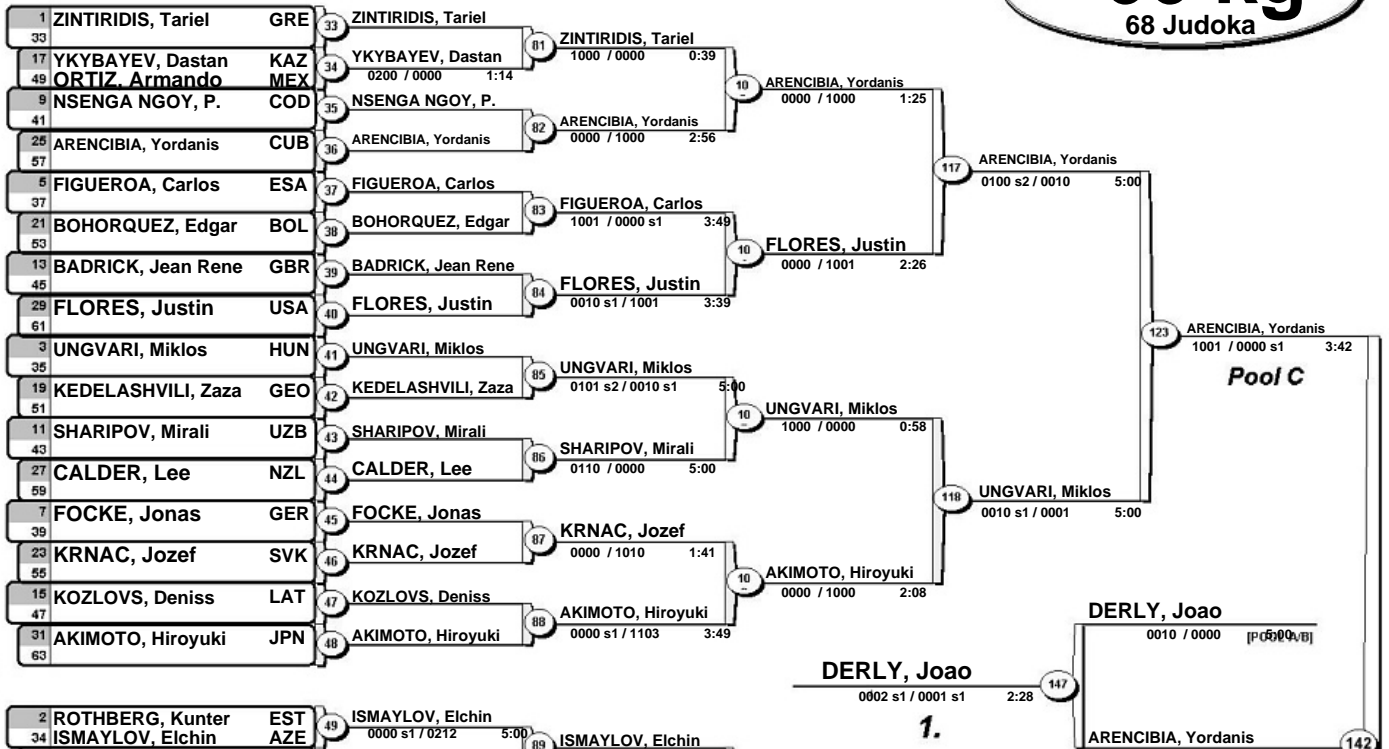 68 Judoka
1 ZINTIRIDIS, Tariel GRE
33
17 YKYBAYEV, Dastan KAZ
49 ORTIZ, Armando MEX
9 NSENGA NGOY, P. COD
41
25 ARENCIBIA, Yordanis CUB
57
5 FIGUEROA, Carlos ESA
37
21 BOHORQUEZ, Edgar BOL
53
13 BADRICK, Jean Rene GBR
45
29 FLORES, Justin USA
61
3 UNGVARI, Miklos HUN
35
19 KEDELASHVILI, Zaza GEO
51
11 SHARIPOV, Mirali UZB
43
27 CALDER, Lee NZL
59
7 FOCKE, Jonas GER
39
23 KRNAC, Jozef SVK
55
15 KOZLOVS, Deniss LAT
47
31 AKIMOTO, Hiroyuki JPN
63
2 ROTHBERG, Kunter EST
34 ISMAYLOV, Elchin AZE
33 ZINTIRIDIS, Tariel
34 YKYBAYEV, Dastan
0200 / 0000 1:14
35 NSENGA NGOY, P.
36 ARENCIBIA, Yordanis
37 FIGUEROA, Carlos
38 BOHORQUEZ, Edgar
39 BADRICK, Jean Rene
40 FLORES, Justin
41 UNGVARI, Miklos
42 KEDELASHVILI, Zaza
43 SHARIPOV, Mirali
44 CALDER, Lee
45 FOCKE, Jonas
46 KRNAC, Jozef
47 KOZLOVS, Deniss
48 AKIMOTO, Hiroyuki
49 ISMAYLOV, Elchin
0000 s1 / 0212 5:00
81 ZINTIRIDIS, Tariel
1000 / 0000 0:39
82 ARENCIBIA, Yordanis
0000 / 1000 2:56
83 FIGUEROA, Carlos
1001 / 0000 s1 3:49
84 FLORES, Justin
0010 s1 / 1001 3:39
85 UNGVARI, Miklos
0101 s2 / 0010 s1 5:00
86 SHARIPOV, Mirali
0110 / 0000 5:00
87 KRNAC, Jozef
0000 / 1010 1:41
88 AKIMOTO, Hiroyuki
0000 s1 / 1103 3:49
89 ISMAYLOV, Elchin
10 ARENCIBIA, Yordanis
0000 / 1000 1:25
10 FLORES, Justin
0000 / 1001 2:26
10 UNGVARI, Miklos
1000 / 0000 0:58
10 AKIMOTO, Hiroyuki
0000 / 1000 2:08
117 ARENCIBIA, Yordanis
0100 s2 / 0010 5:00
118 UNGVARI, Miklos
0010 s1 / 0001 5:00
123 ARENCIBIA, Yordanis
1001 / 0000 s1 3:42
Pool C
DERLY, Joao
0010 / 0000 5:00 [POOL A/B]
DERLY, Joao 147
0002 s1 / 0001 s1 2:28
1.
ARENCIBIA, Yordanis 142